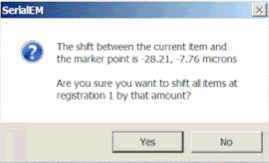 SerialEM
The shift between the current item and
the marker point is -28.21, -7.76 microns
Are you sure you want to shift all items at
registration 1 by that amount?
Yes
No